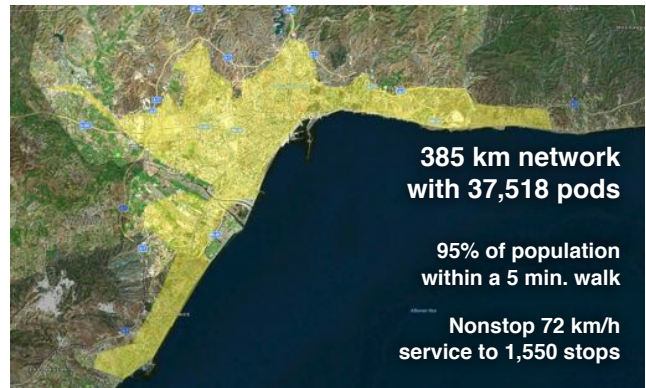 385 km network
with 37,518 pods
95% of population
within a 5 min. walk
Nonstop 72 km/h
service to 1,550 stops